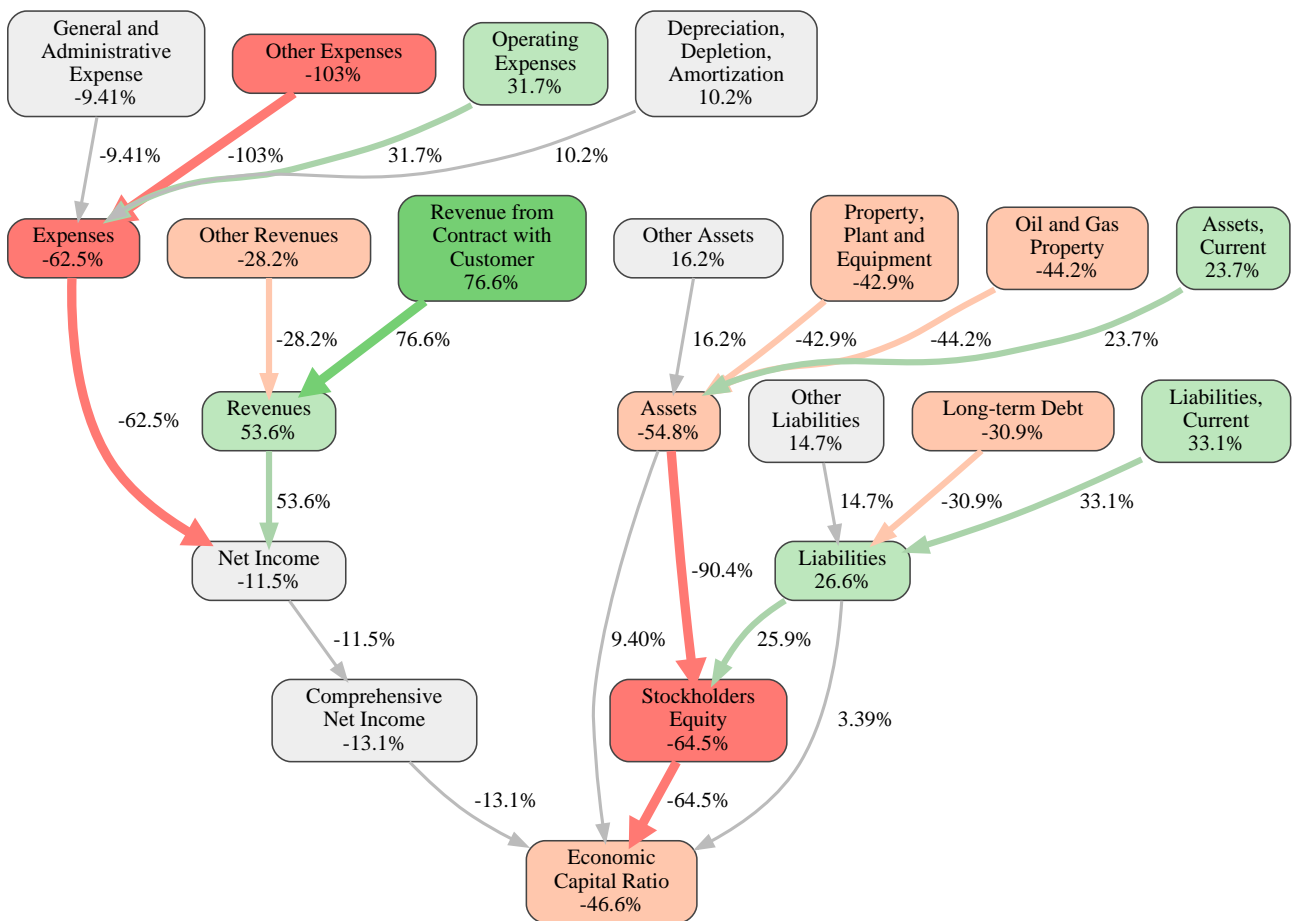 General and
Administrative
Expense
-9.41%
Other Expenses
-103%
Operating
Expenses
31.7%
Depreciation,
Depletion,
Amortization
10.2%
-9.41%
-103%
31.7%
10.2%
Expenses
-62.5%
Other Revenues
-28.2%
Revenue from
Contract with
Customer
76.6%
Other Assets
16.2%
Property,
Plant and
Equipment
-42.9%
Oil and Gas
Property
-44.2%
Assets,
Current
23.7%
-28.2%
76.6%
16.2%
-42.9%
-44.2%
23.7%
-62.5%
Revenues
53.6%
Assets
-54.8%
Other
Liabilities
14.7%
Long-term Debt
-30.9%
Liabilities,
Current
33.1%
53.6%
14.7%
-30.9%
33.1%
Net Income
-11.5%
-90.4%
Liabilities
26.6%
-11.5%
9.40%
25.9%
3.39%
Comprehensive
Net Income
-13.1%
Stockholders
Equity
-64.5%
-13.1%
-64.5%
Economic
Capital Ratio
-46.6%